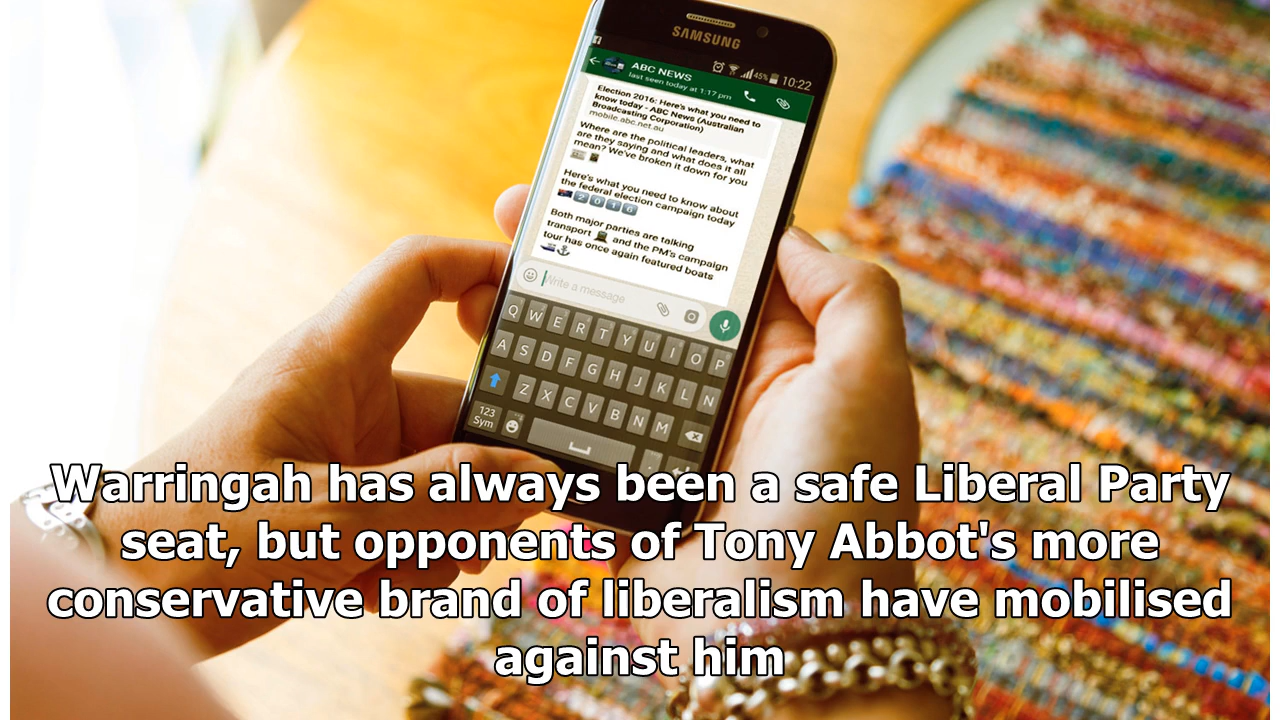 SAMSUNG
45% 10:22
ABC NEWS
last seen today at 1:17 pm
Election 2016: Here's what you need to
know today - ABC News (Australian
Broadcasting Corporation)
mobile.abc.net.au
Where are the political leaders, what
are they saying and what does it all
mean? We've broken it down for you
Here's what you need to know about
the federal election campaign today
2016
Both major parties are talking
transport and the PM's campaign
tour has once again featured boats
Write a message
Q W E R T Y U I O P
A S D F G H J K L N
Z X C V B N M
123
Sym
Warringah has always been a safe Liberal Party
seat, but opponents of Tony Abbot's more
conservative brand of liberalism have mobilised
against him